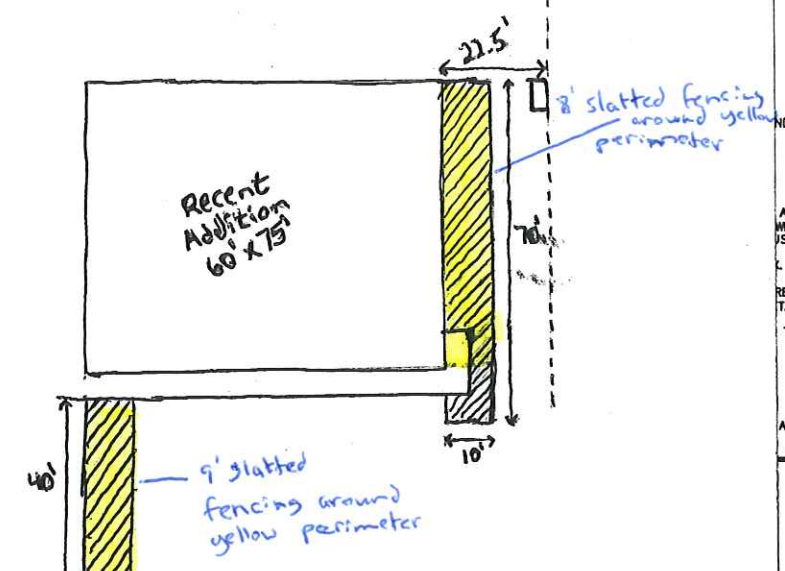 22.5'
8' slatted fencing
around yellow
perimeter
Recent
Addition
60' x 75'
70'
10'
40'
9' slatted
fencing around
yellow perimeter